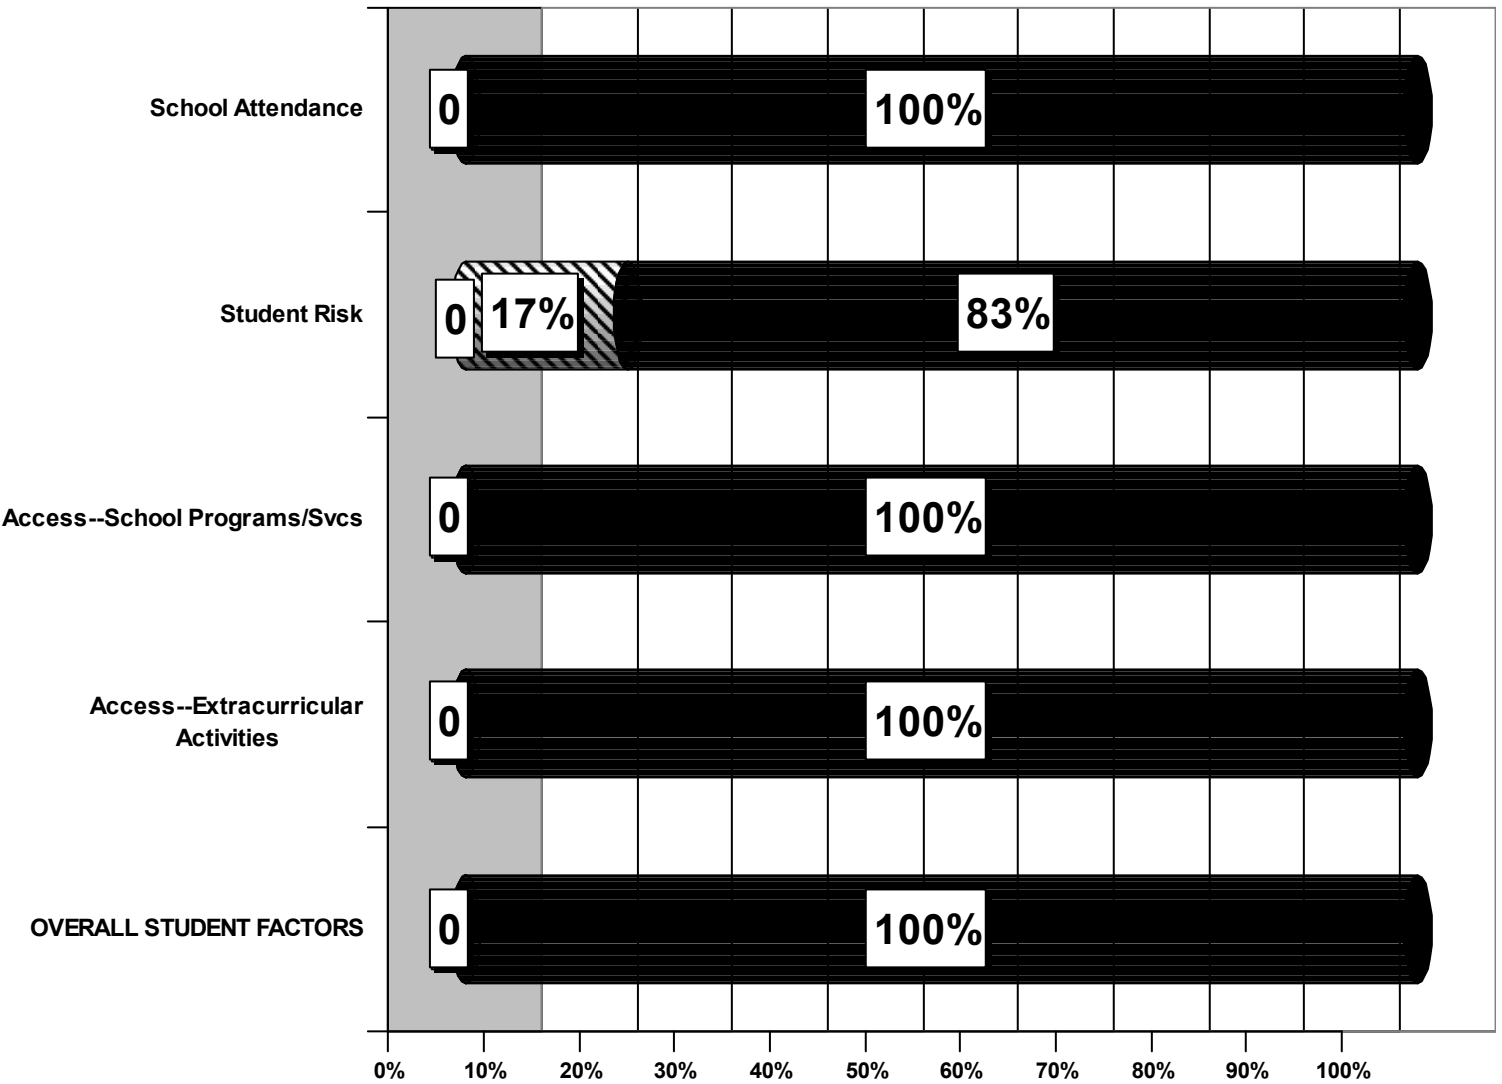 School Attendance
0
100%
Student Risk
0
17%
83%
Access--School Programs/Svcs
0
100%
Access--Extracurricular
Activities
0
100%
OVERALL STUDENT FACTORS
0
100%
0% 10% 20% 30% 40% 50% 60% 70% 80% 90% 100%